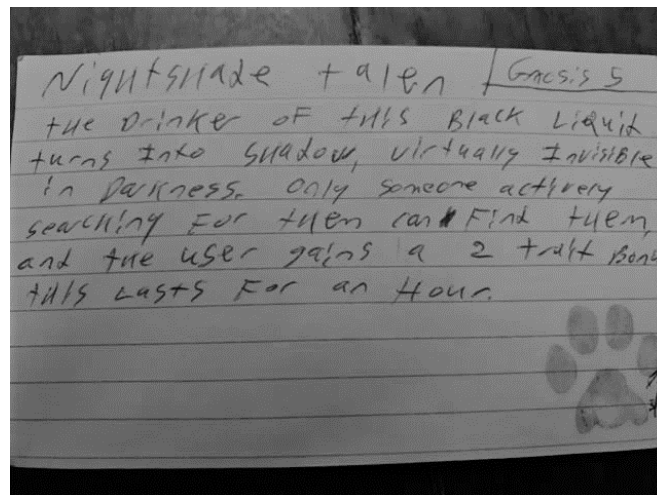 Nightshade talen
Gnosis 5
the Drinker of this Black Liquid
turns Into Shadow, virtually Invisible
in Darkness. Only someone actively
searching For them can Find them,
and the user gains a 2 trait Bonu
this Lasts For an Hour.